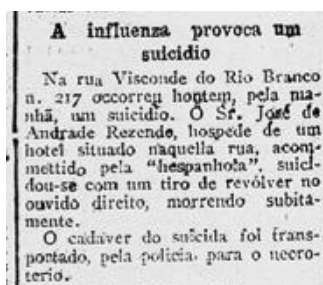 A influenza provoca um
suicidio
Na rua Visconde do Rio Branco
n. 217 occorreu hontem, pela ma-
nhã, um suicidio. O Sr. José de
Andrade Rezende, hospede de um
hotel situado naquella rua, acom-
mettido pela "hespanhola", suici-
dou-se com um tiro de revólver no
ouvido direito, morrendo subita-
mente.
O cadaver do suicida foi trans-
portado, pela policia, para o necro-
terio.